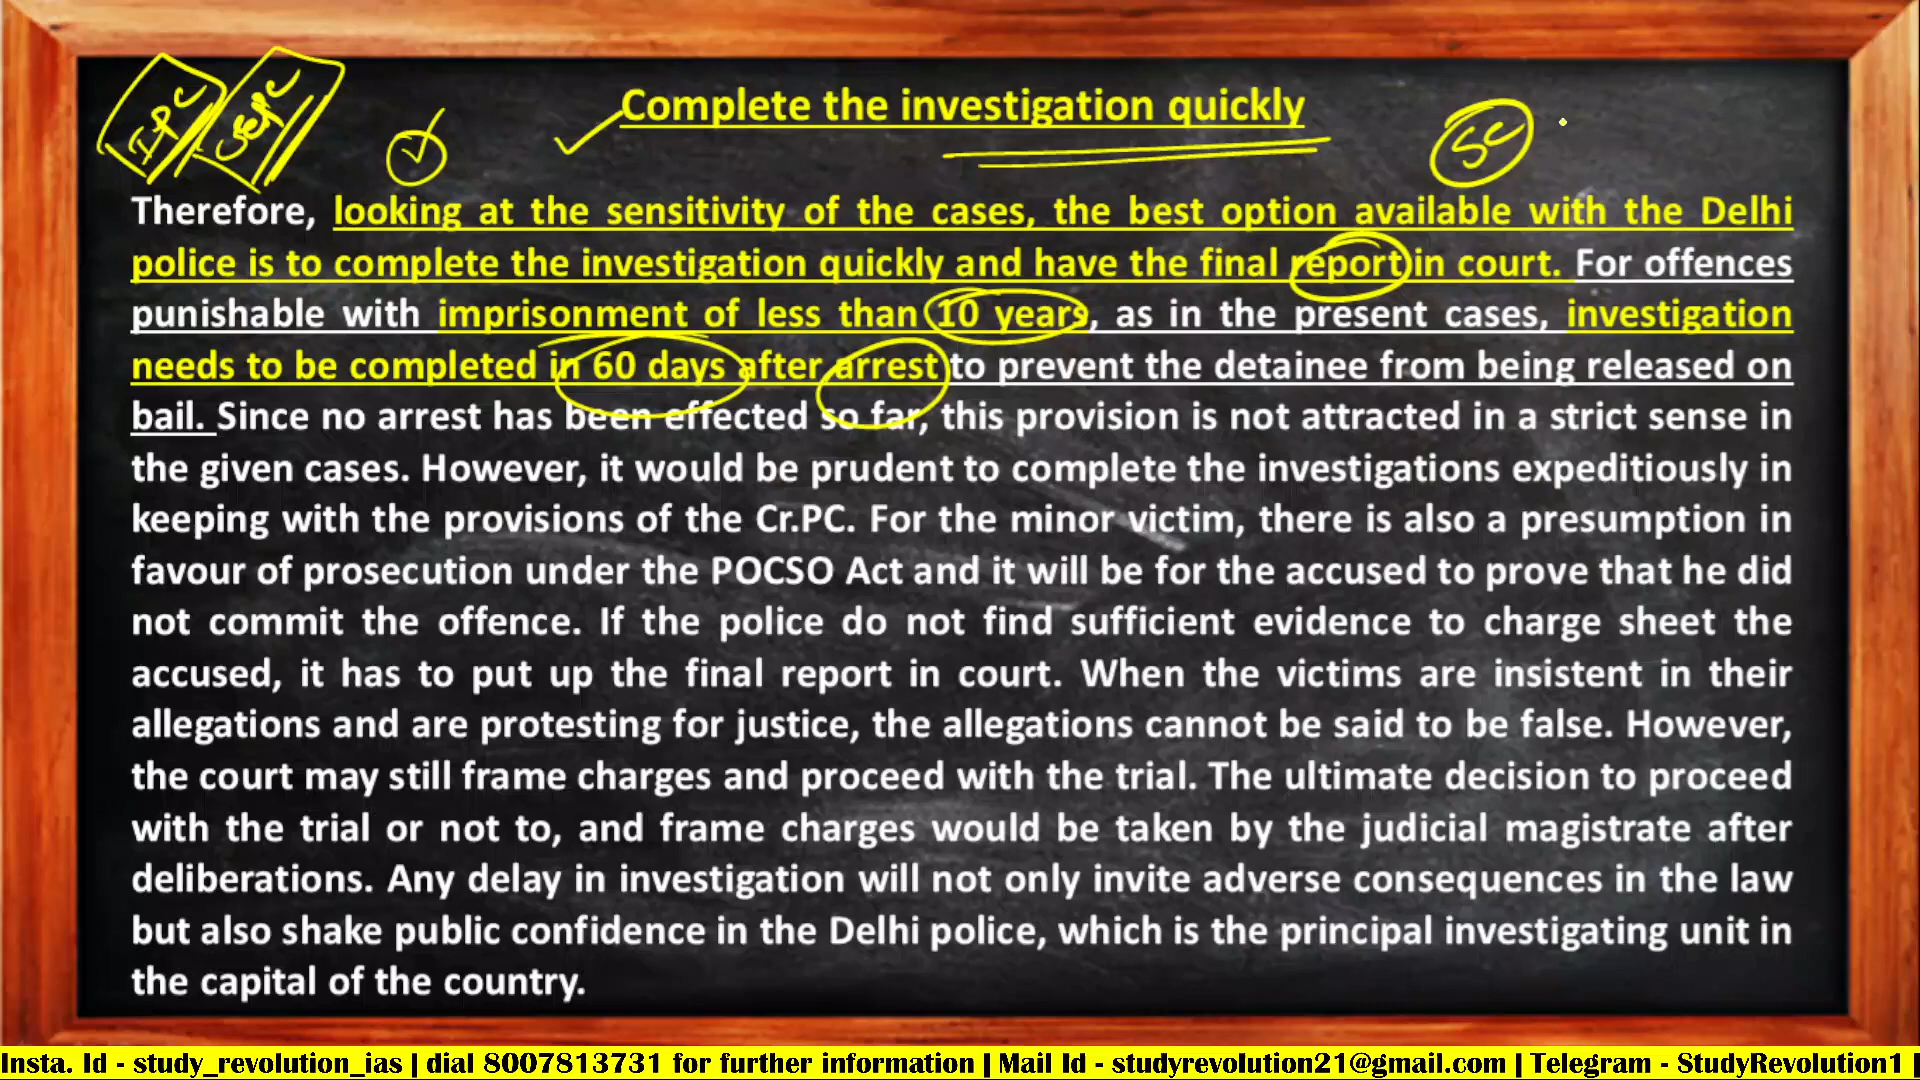 IPC CrPC
Complete the investigation quickly
SC
Therefore, looking at the sensitivity of the cases, the best option available with the Delhi
police is to complete the investigation quickly and have the final report in court. For offences
punishable with imprisonment of less than 10 years, as in the present cases, investigation
needs to be completed in 60 days after arrest to prevent the detainee from being released on
bail. Since no arrest has been effected so far, this provision is not attracted in a strict sense in
the given cases. However, it would be prudent to complete the investigations expeditiously in
keeping with the provisions of the Cr.PC. For the minor victim, there is also a presumption in
favour of prosecution under the POCSO Act and it will be for the accused to prove that he did
not commit the offence. If the police do not find sufficient evidence to charge sheet the
accused, it has to put up the final report in court. When the victims are insistent in their
allegations and are protesting for justice, the allegations cannot be said to be false. However,
the court may still frame charges and proceed with the trial. The ultimate decision to proceed
with the trial or not to, and frame charges would be taken by the judicial magistrate after
deliberations. Any delay in investigation will not only invite adverse consequences in the law
but also shake public confidence in the Delhi police, which is the principal investigating unit in
the capital of the country.
Insta. Id - study_revolution_ias | dial 8007813731 for further information | Mail Id - studyrevolution21@gmail.com | Telegram - StudyRevolution1 |